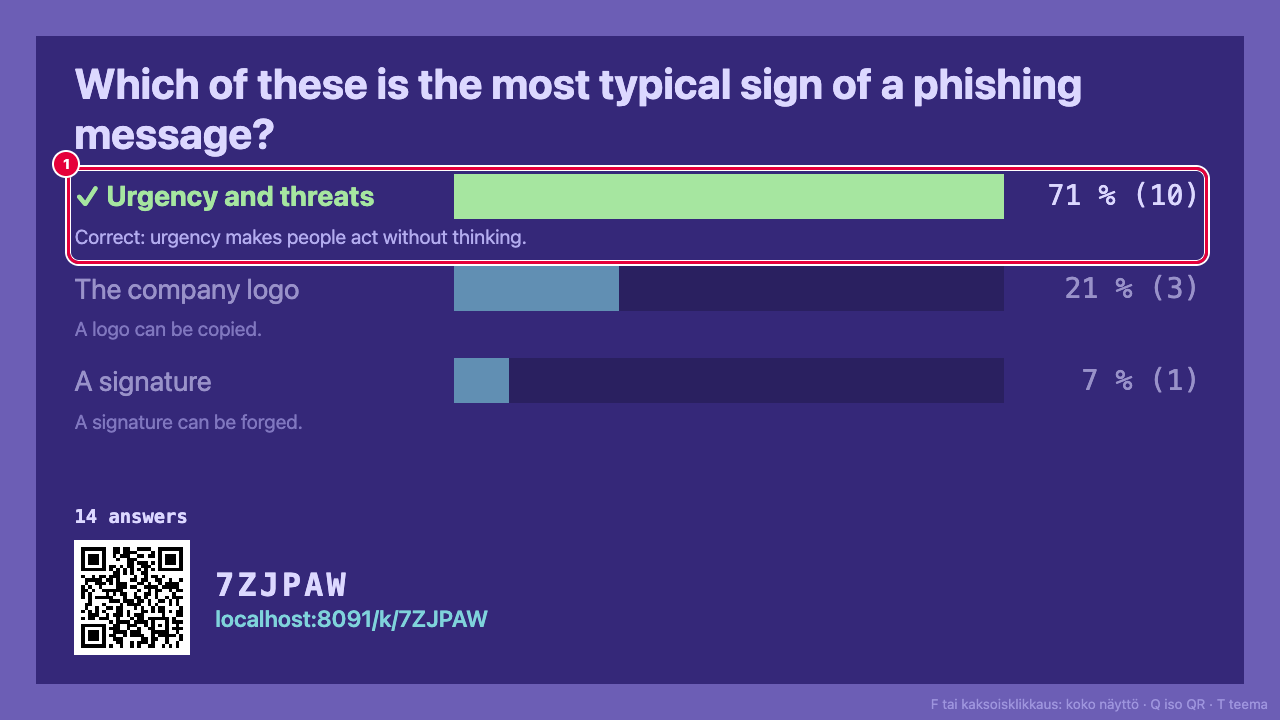 Which of these is the most typical sign of a phishing
message?
1
✓ Urgency and threats
71 % (10)
Correct: urgency makes people act without thinking.
The company logo
21 % (3)
A logo can be copied.
A signature
7 % (1)
A signature can be forged.
14 answers
7ZJPAW
localhost:8091/k/7ZJPAW
F tai kaksoisklikkaus: koko näyttö · Q iso QR · T teema